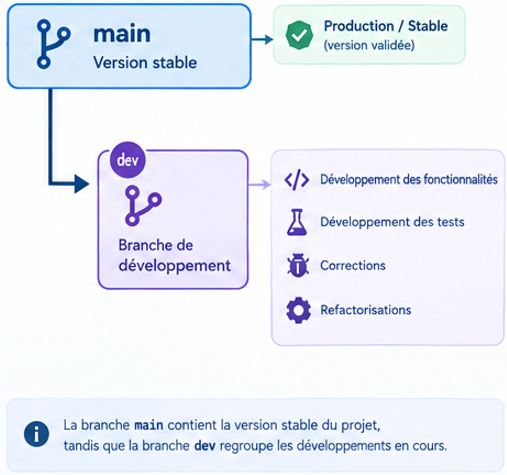 main
Version stable
Production / Stable
(version validée)
dev
Branche de
développement
</> Développement des fonctionnalités
Développement des tests
Corrections
Refactorisations
i
La branche main contient la version stable du projet,
tandis que la branche dev regroupe les développements en cours.